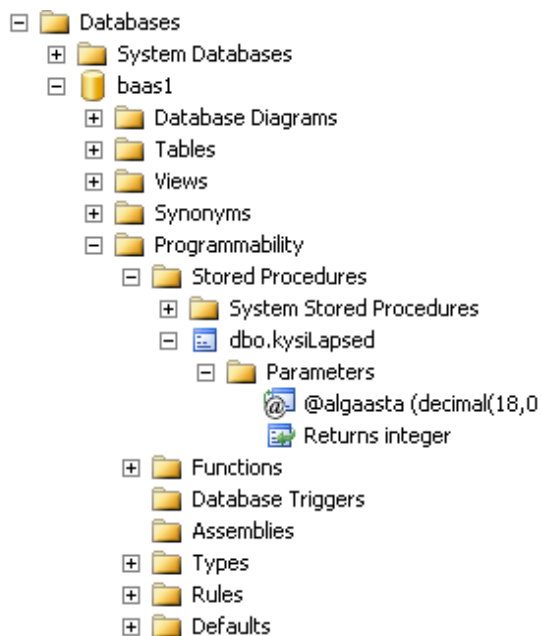 Databases
System Databases
baas1
Database Diagrams
Tables
Views
Synonyms
Programmability
Stored Procedures
System Stored Procedures
dbo.kysiLapsed
Parameters
@algaasta (decimal(18,0
Returns integer
Functions
Database Triggers
Assemblies
Types
Rules
Defaults